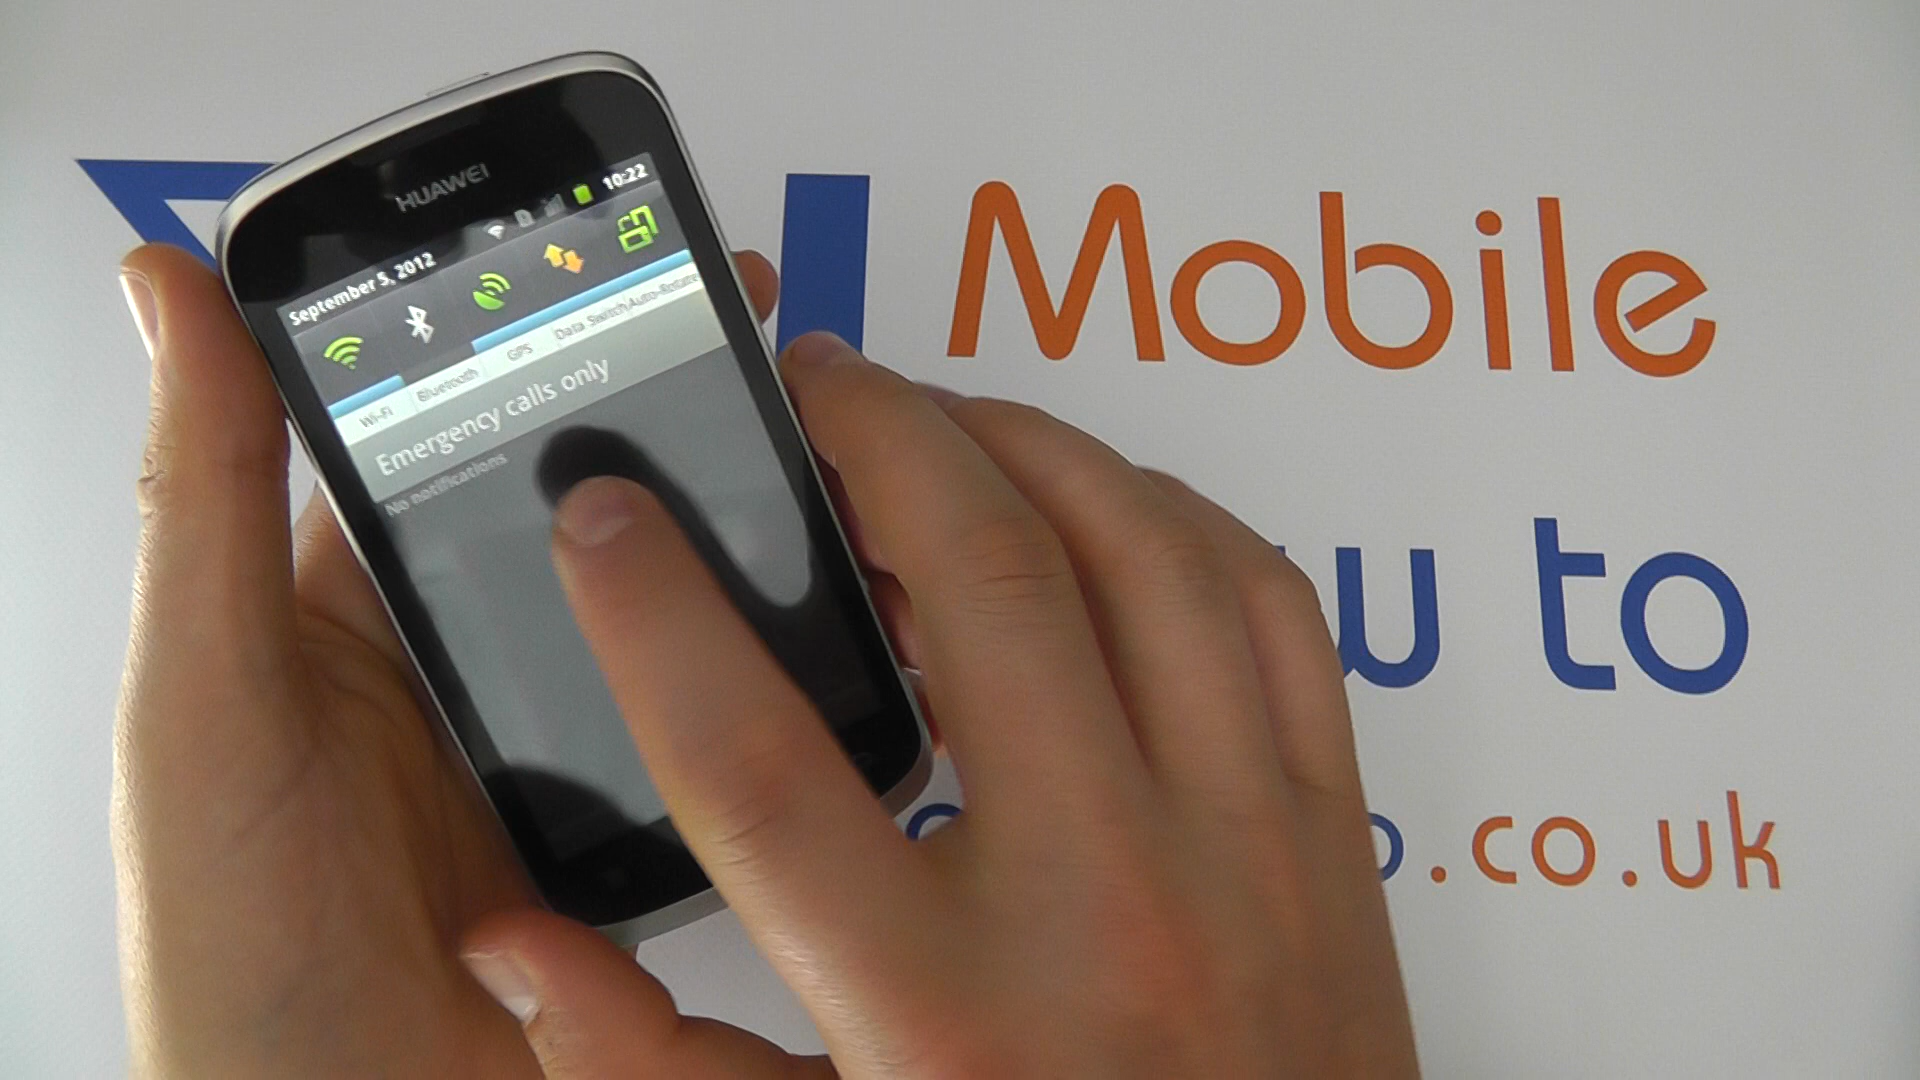 HUAWEI
10:22
September 5, 2012
Wi-Fi Bluetooth GPS Data Switch Auto-Rotate
Emergency calls only
No notifications
Mobile
to
.co.uk